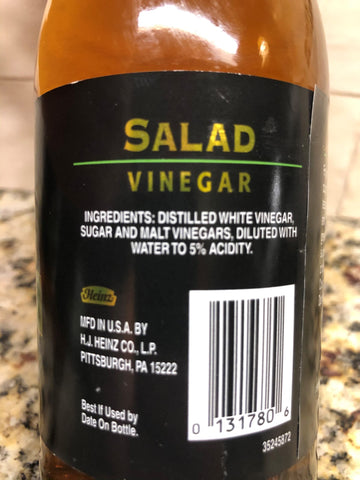 SALAD
VINEGAR
INGREDIENTS: DISTILLED WHITE VINEGAR,
SUGAR AND MALT VINEGARS, DILUTED WITH
WATER TO 5% ACIDITY.
Heinz
MFD IN U.S.A. BY
H.J. HEINZ CO., L.P.
PITTSBURGH, PA 15222
Best If Used by
Date On Bottle.
0 131780 6
35245872